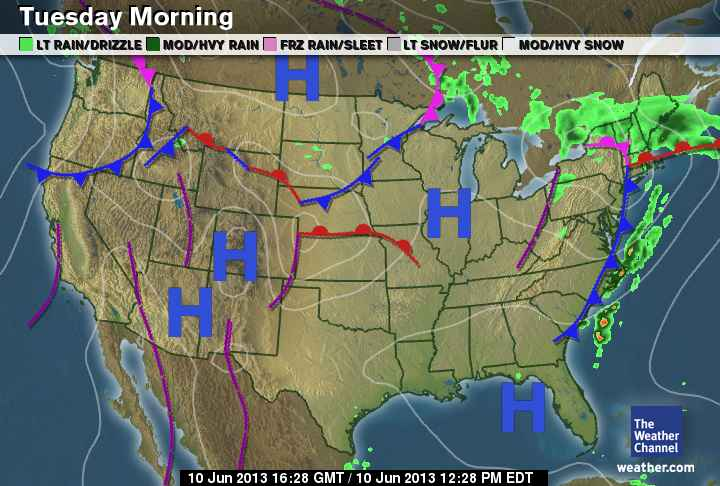 Tuesday Morning
LT RAIN/DRIZZLE MOD/HVY RAIN FRZ RAIN/SLEET LT SNOW/FLUR MOD/HVY SNOW
H
H
H
H
H
The
Weather
Channel
weather.com
10 Jun 2013 16:28 GMT / 10 Jun 2013 12:28 PM EDT